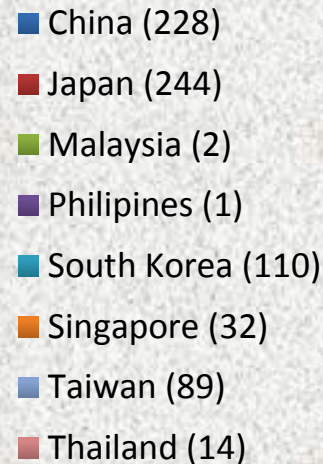 China (228)
Japan (244)
Malaysia (2)
Philipines (1)
South Korea (110)
Singapore (32)
Taiwan (89)
Thailand (14)